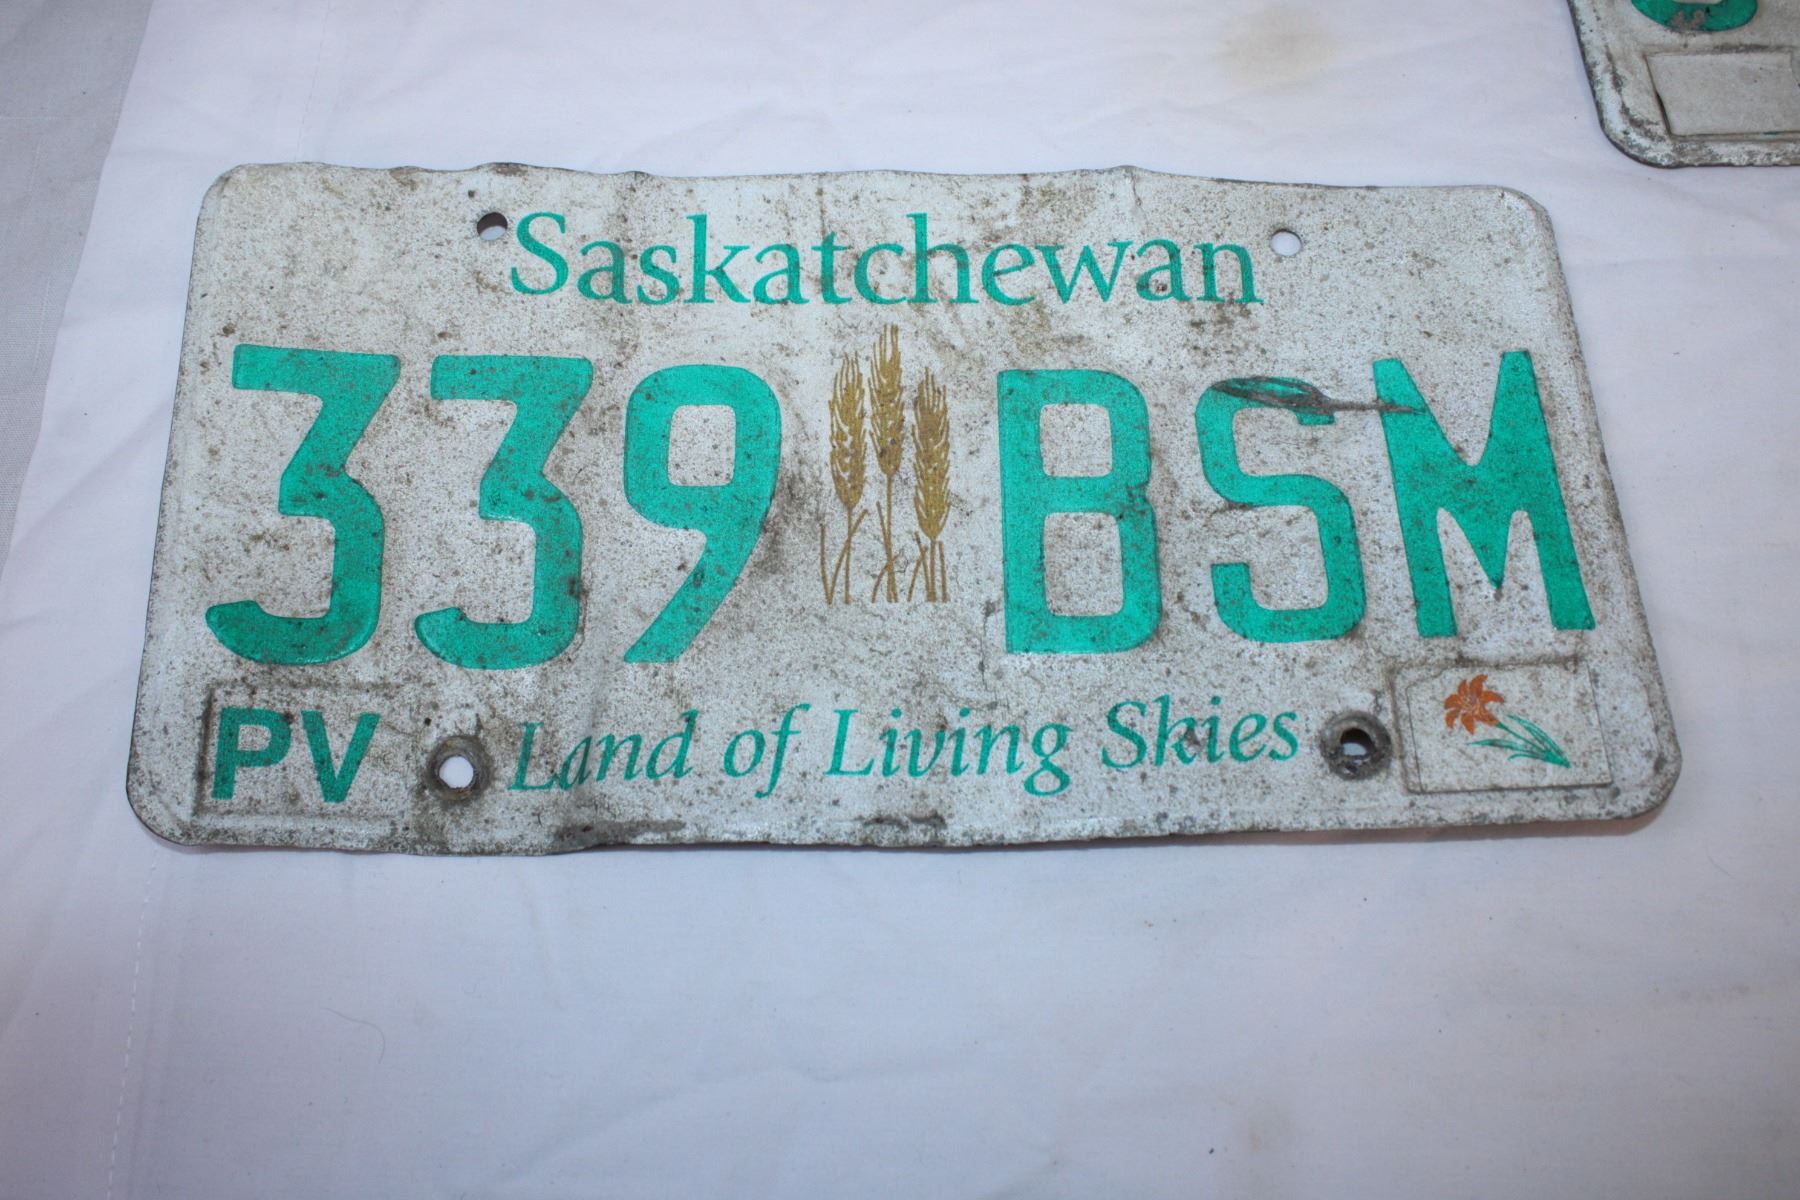 Saskatchewan
339 BSM
PV Land of Living Skies